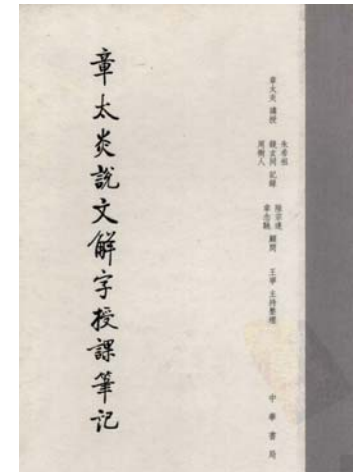 章太炎說文解字授課筆記
章太炎 講授
朱希祖
錢玄同 記錄
周樹人
陸宗達
章念馳 顧問
王寧 主持整理
中華書局